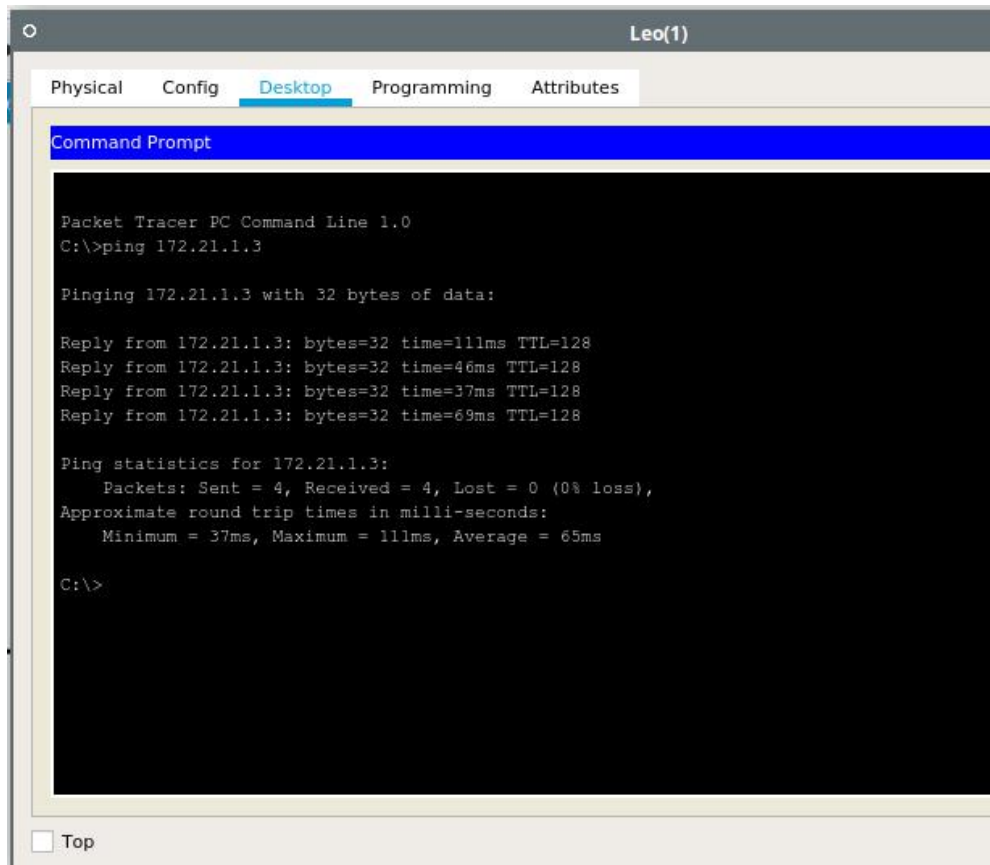 Leo(1)
Physical Config Desktop Programming Attributes
Command Prompt
Packet Tracer PC Command Line 1.0
C:\>ping 172.21.1.3
Pinging 172.21.1.3 with 32 bytes of data:
Reply from 172.21.1.3: bytes=32 time=111ms TTL=128
Reply from 172.21.1.3: bytes=32 time=46ms TTL=128
Reply from 172.21.1.3: bytes=32 time=37ms TTL=128
Reply from 172.21.1.3: bytes=32 time=69ms TTL=128
Ping statistics for 172.21.1.3:
Packets: Sent = 4, Received = 4, Lost = 0 (0% loss),
Approximate round trip times in milli-seconds:
Minimum = 37ms, Maximum = 111ms, Average = 65ms
C:\>
Top